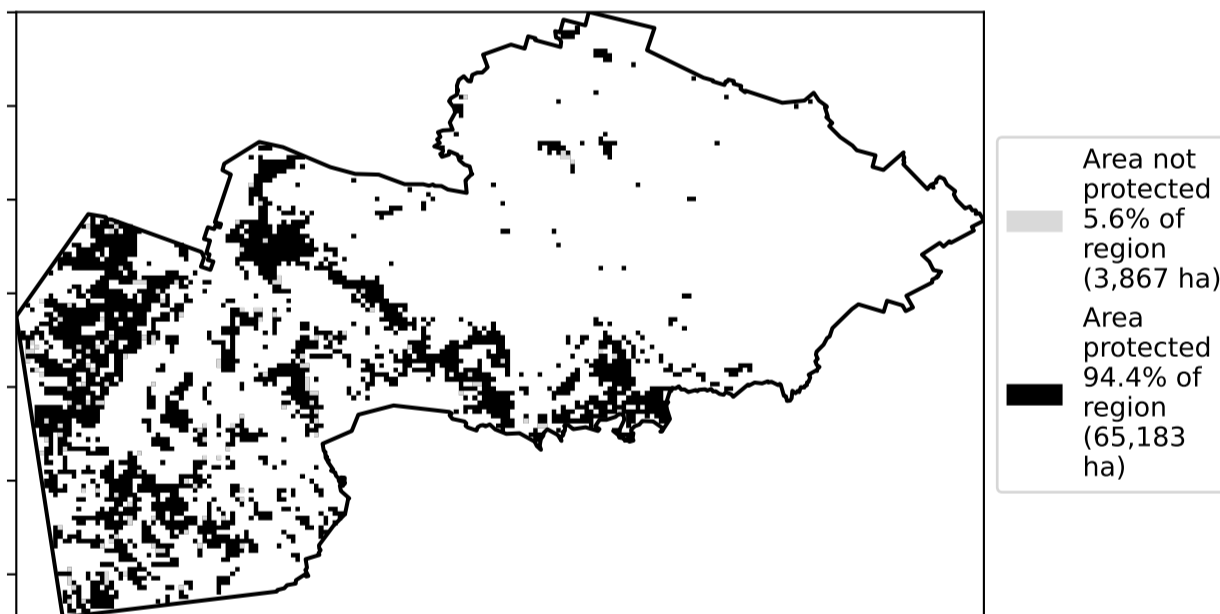 Area not
protected
5.6% of
region
(3,867 ha)
Area
protected
94.4% of
region
(65,183
ha)